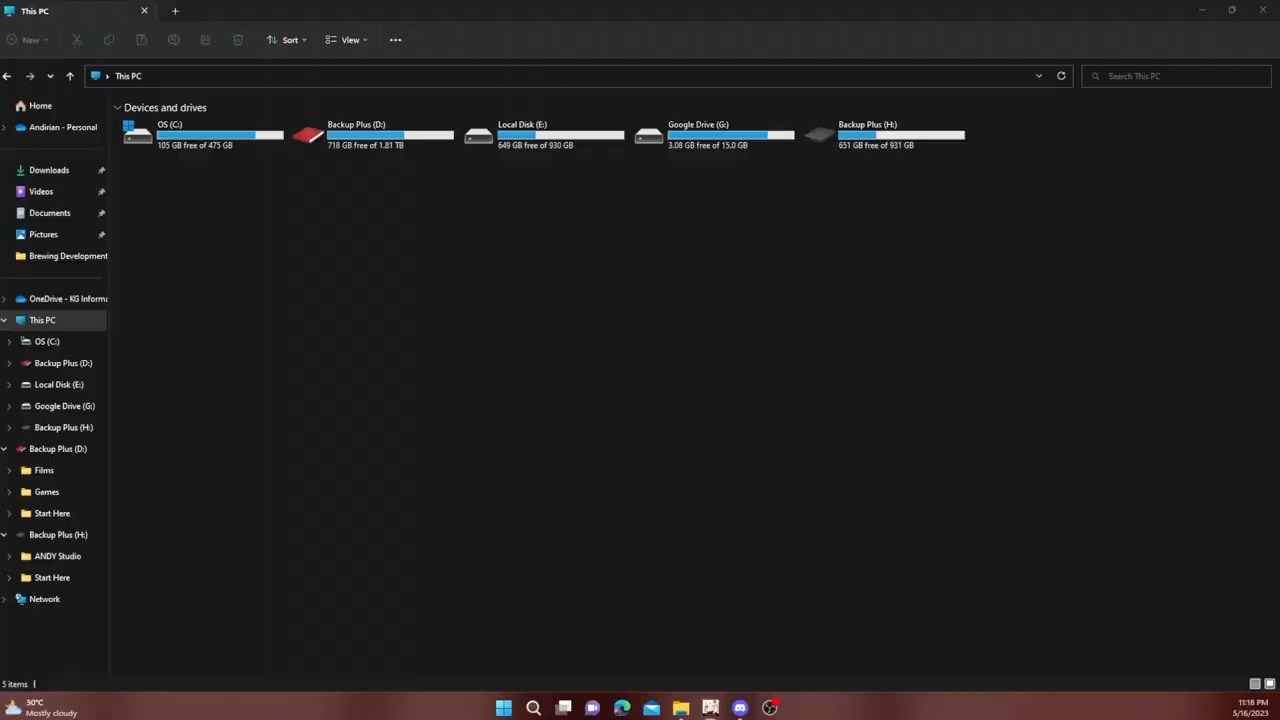 This PC
New
Sort
View
This PC
Search This PC
Home
Andirian - Personal
Downloads
Videos
Documents
Pictures
Brewing Development
OneDrive - KG Informa
This PC
OS (C:)
Backup Plus (D:)
Local Disk (E:)
Google Drive (G:)
Backup Plus (H:)
Backup Plus (D:)
Films
Games
Start Here
Backup Plus (H:)
ANDY Studio
Start Here
Network
Devices and drives
OS (C:)
105 GB free of 475 GB
Backup Plus (D:)
718 GB free of 1.81 TB
Local Disk (E:)
649 GB free of 930 GB
Google Drive (G:)
3.08 GB free of 15.0 GB
Backup Plus (H:)
651 GB free of 931 GB
5 items
30°C
Mostly cloudy
11:18 PM
5/16/2023